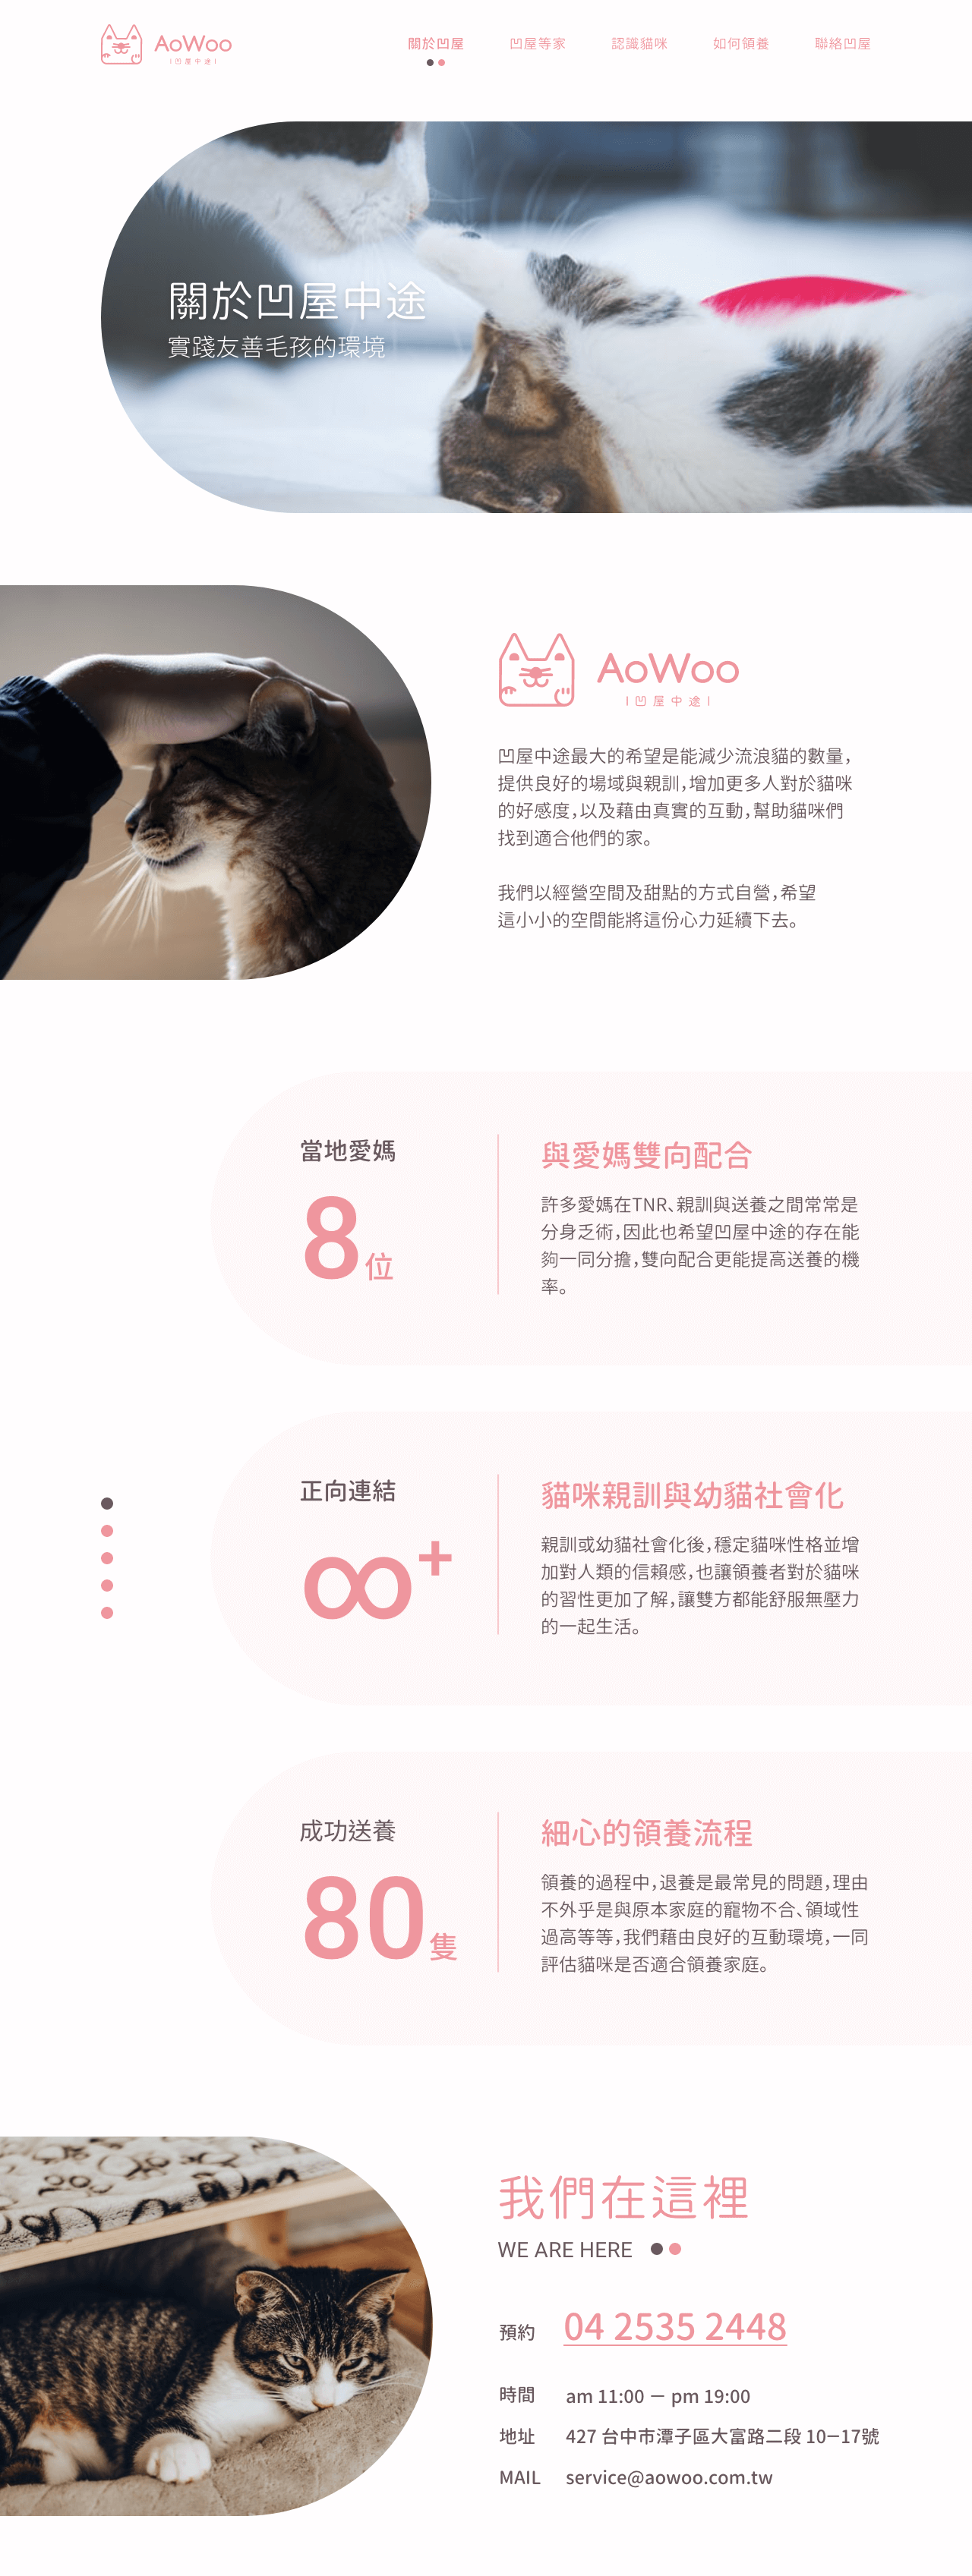 AoWoo
凹屋中途
關於凹屋
凹屋等家
認識貓咪
如何領養
聯絡凹屋
關於凹屋中途
實踐友善毛孩的環境
AoWoo
凹屋中途
凹屋中途最大的希望是能減少流浪貓的數量，
提供良好的場域與親訓，增加更多人對於貓咪
的好感度，以及藉由真實的互動，幫助貓咪們
找到適合他們的家。
我們以經營空間及甜點的方式自營，希望
這小小的空間能將這份心力延續下去。
當地愛媽
8位
與愛媽雙向配合
許多愛媽在TNR、親訓與送養之間常常是
分身乏術，因此也希望凹屋中途的存在能
夠一同分擔，雙向配合更能提高送養的機
率。
正向連結
∞+
貓咪親訓與幼貓社會化
親訓或幼貓社會化後，穩定貓咪性格並增
加對人類的信賴感，也讓領養者對於貓咪
的習性更加了解，讓雙方都能舒服無壓力
的一起生活。
成功送養
80隻
細心的領養流程
領養的過程中，退養是最常見的問題，理由
不外乎是與原本家庭的寵物不合、領域性
過高等等，我們藉由良好的互動環境，一同
評估貓咪是否適合領養家庭。
我們在這裡
WE ARE HERE
預約 04 2535 2448
時間 am 11:00 — pm 19:00
地址 427 台中市潭子區大富路二段 10—17號
MAIL service@aowoo.com.tw